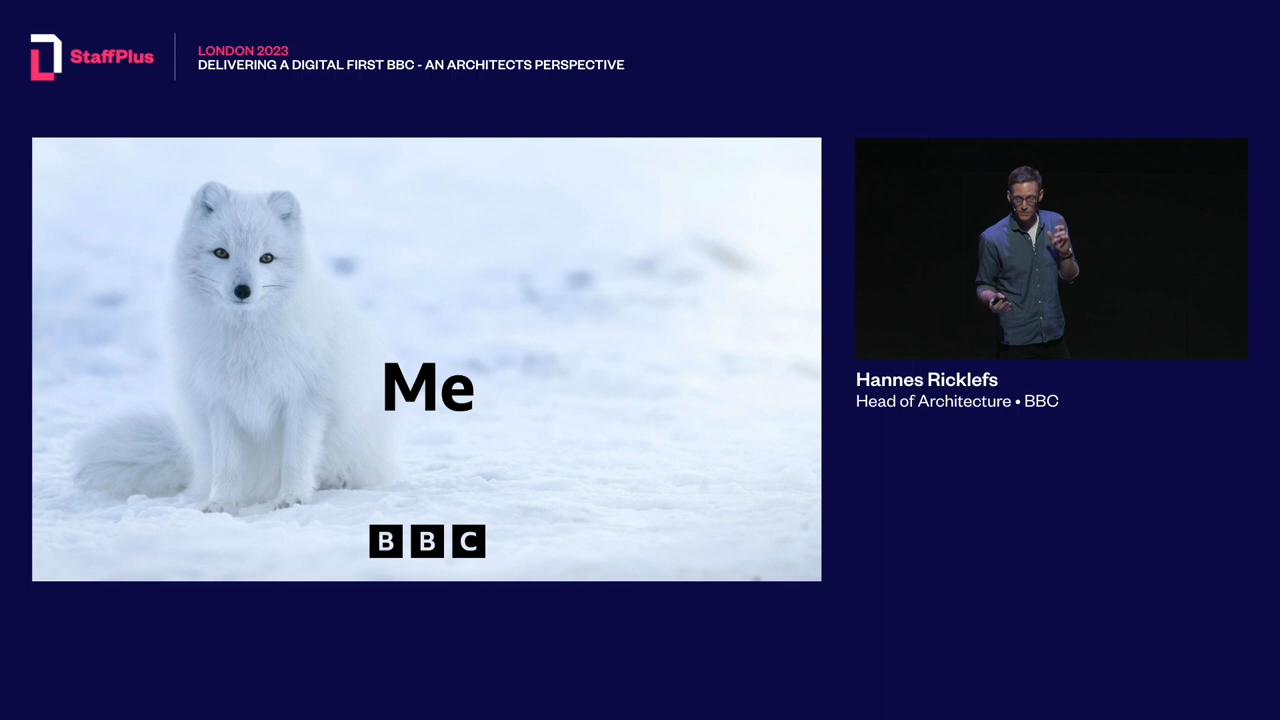 StaffPlus
LONDON 2023
DELIVERING A DIGITAL FIRST BBC - AN ARCHITECTS PERSPECTIVE
Me
BBC
Hannes Ricklefs
Head of Architecture • BBC